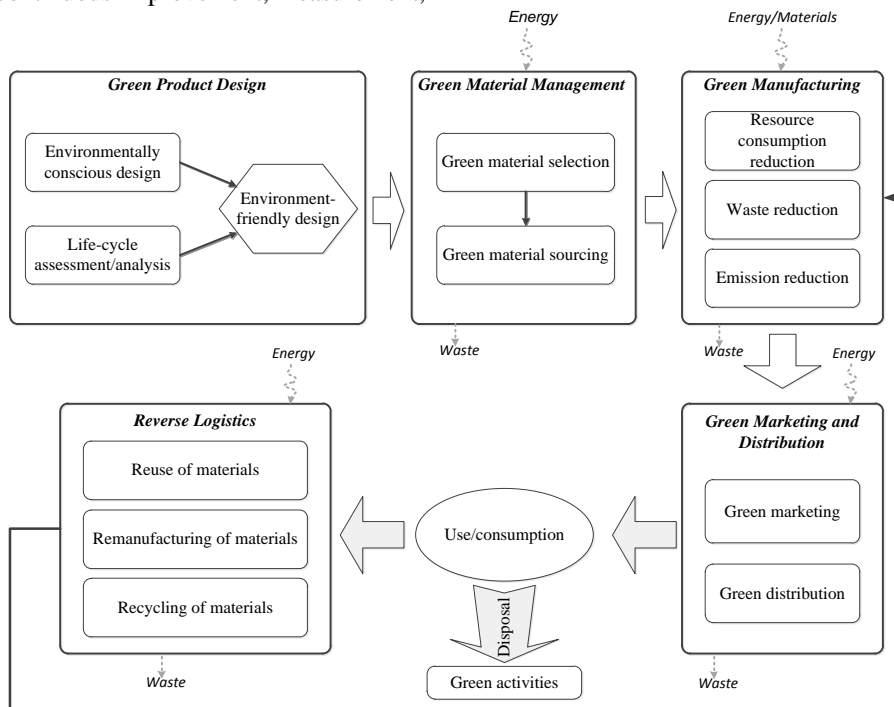 Energy
Energy/Materials
Green Product Design
Environmentally
conscious design
Life-cycle
assessment/analysis
Environment-
friendly design
Green Material Management
Green material selection
Green material sourcing
Waste
Green Manufacturing
Resource
consumption
reduction
Waste reduction
Emission reduction
Waste
Energy
Green Marketing and
Distribution
Green marketing
Green distribution
Waste
Use/consumption
Disposal
Green activities
Energy
Reverse Logistics
Reuse of materials
Remanufacturing of materials
Recycling of materials
Waste